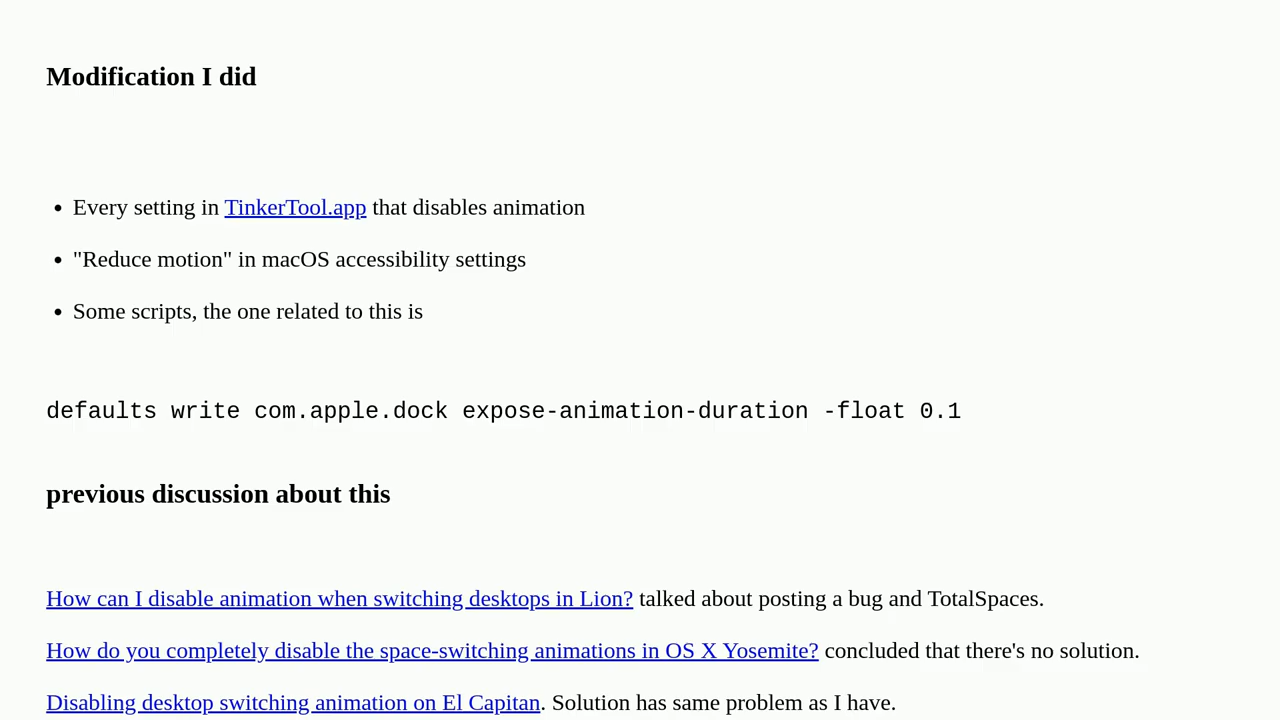 Modification I did
• Every setting in TinkerTool.app that disables animation
• "Reduce motion" in macOS accessibility settings
• Some scripts, the one related to this is
defaults write com.apple.dock expose-animation-duration -float 0.1
previous discussion about this
How can I disable animation when switching desktops in Lion? talked about posting a bug and TotalSpaces.
How do you completely disable the space-switching animations in OS X Yosemite? concluded that there's no solution.
Disabling desktop switching animation on El Capitan. Solution has same problem as I have.